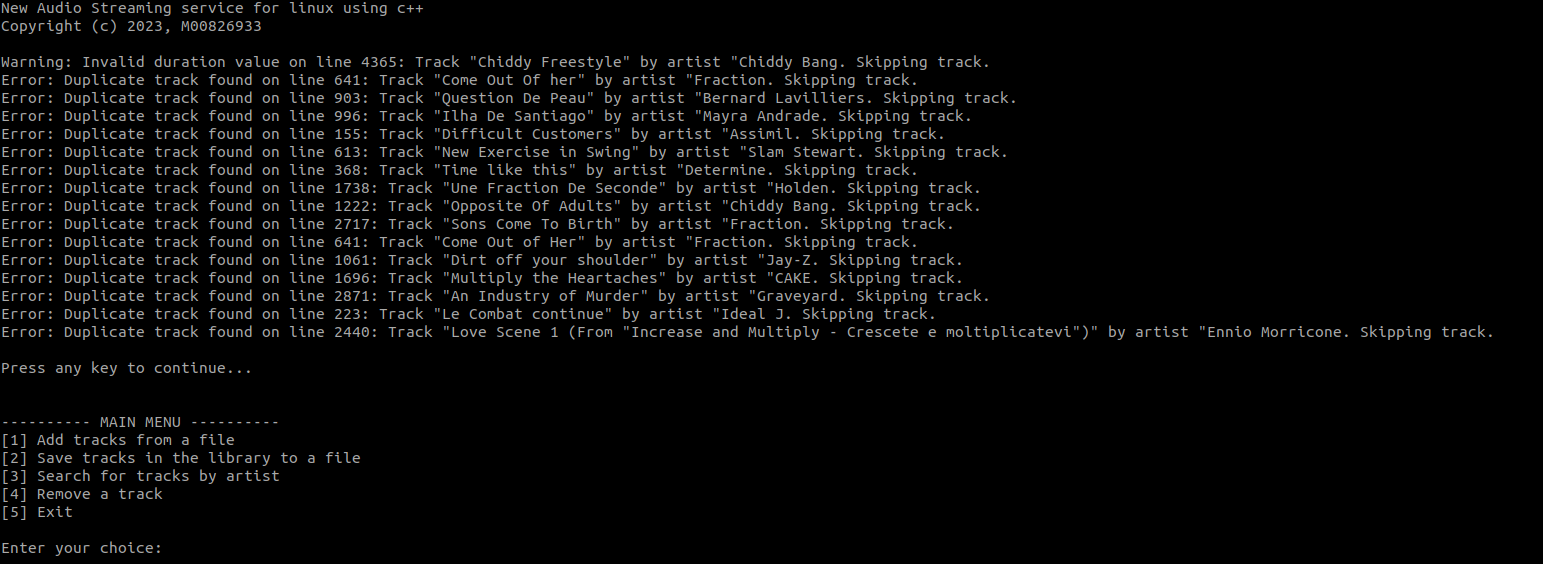 New Audio Streaming service for linux using c++
Copyright (c) 2023, M00826933
Warning: Invalid duration value on line 4365: Track "Chiddy Freestyle" by artist "Chiddy Bang. Skipping track.
Error: Duplicate track found on line 641: Track "Come Out Of her" by artist "Fraction. Skipping track.
Error: Duplicate track found on line 903: Track "Question De Peau" by artist "Bernard Lavilliers. Skipping track.
Error: Duplicate track found on line 996: Track "Ilha De Santiago" by artist "Mayra Andrade. Skipping track.
Error: Duplicate track found on line 155: Track "Difficult Customers" by artist "Assimil. Skipping track.
Error: Duplicate track found on line 613: Track "New Exercise in Swing" by artist "Slam Stewart. Skipping track.
Error: Duplicate track found on line 368: Track "Time like this" by artist "Determine. Skipping track.
Error: Duplicate track found on line 1738: Track "Une Fraction De Seconde" by artist "Holden. Skipping track.
Error: Duplicate track found on line 1222: Track "Opposite Of Adults" by artist "Chiddy Bang. Skipping track.
Error: Duplicate track found on line 2717: Track "Sons Come To Birth" by artist "Fraction. Skipping track.
Error: Duplicate track found on line 641: Track "Come Out of Her" by artist "Fraction. Skipping track.
Error: Duplicate track found on line 1061: Track "Dirt off your shoulder" by artist "Jay-Z. Skipping track.
Error: Duplicate track found on line 1696: Track "Multiply the Heartaches" by artist "CAKE. Skipping track.
Error: Duplicate track found on line 2871: Track "An Industry of Murder" by artist "Graveyard. Skipping track.
Error: Duplicate track found on line 223: Track "Le Combat continue" by artist "Ideal J. Skipping track.
Error: Duplicate track found on line 2440: Track "Love Scene 1 (From "Increase and Multiply - Crescete e moltiplicatevi")" by artist "Ennio Morricone. Skipping track.
Press any key to continue...
---------- MAIN MENU ----------
[1] Add tracks from a file
[2] Save tracks in the library to a file
[3] Search for tracks by artist
[4] Remove a track
[5] Exit
Enter your choice: